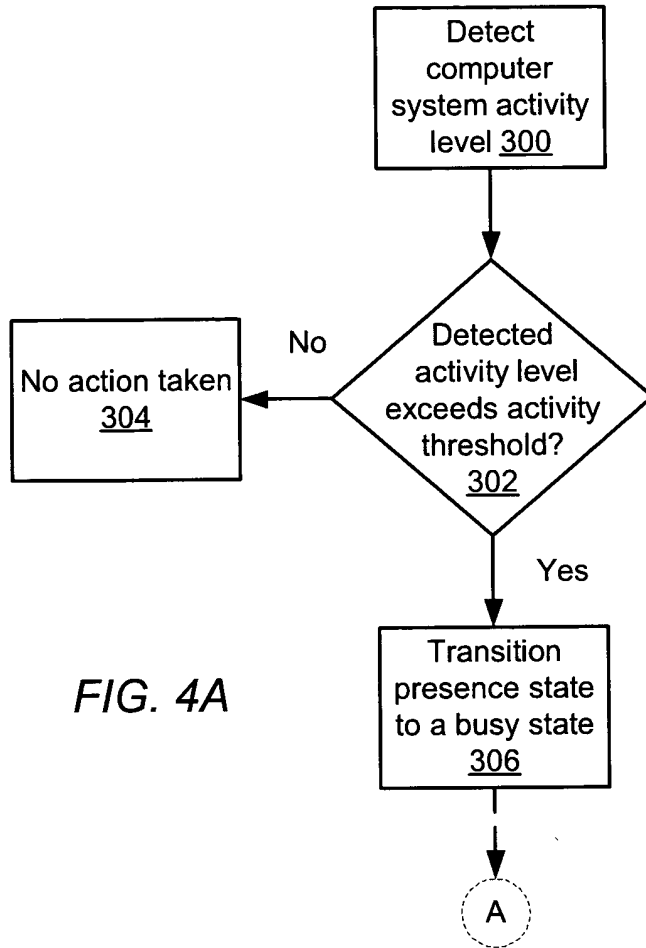 Detect
computer
system activity
level 300
Detected
activity level
exceeds activity
threshold?
302
No
No action taken
304
Yes
Transition
presence state
to a busy state
306
FIG. 4A
A